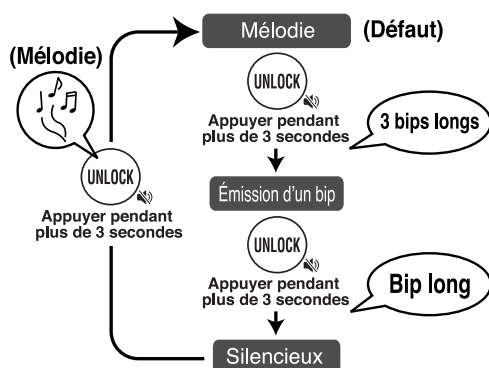 Mélodie (Défaut)
(Mélodie)
UNLOCK
Appuyer pendant
plus de 3 secondes
3 bips longs
UNLOCK
Appuyer pendant
plus de 3 secondes
Émission d'un bip
UNLOCK
Appuyer pendant
plus de 3 secondes
Bip long
Silencieux